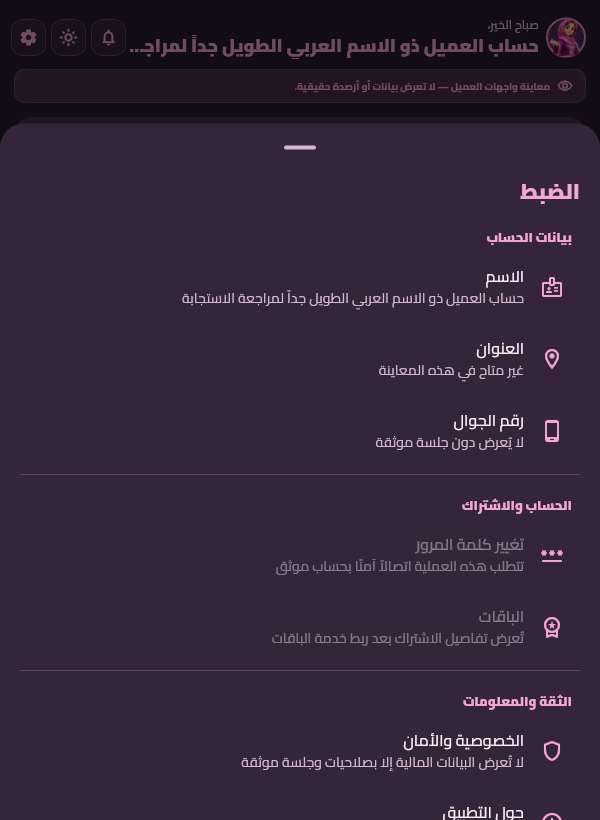 صباح الخير،
حساب العميل ذو الاسم العربي الطويل جداً لمراجـ...
معاينة واجهات العميل — لا تعرض بيانات أو أرصدة حقيقية.
الضبط
بيانات الحساب
الاسم
حساب العميل ذو الاسم العربي الطويل جداً لمراجعة الاستجابة
العنوان
غير متاح في هذه المعاينة
رقم الجوال
لا يُعرض دون جلسة موثقة
الحساب والاشتراك
تغيير كلمة المرور
تتطلب هذه العملية اتصالاً آمنًا بحساب موثق
الباقات
تُعرض تفاصيل الاشتراك بعد ربط خدمة الباقات
الثقة والمعلومات
الخصوصية والأمان
لا تُعرض البيانات المالية إلا بصلاحيات وجلسة موثقة
حول التطبيق